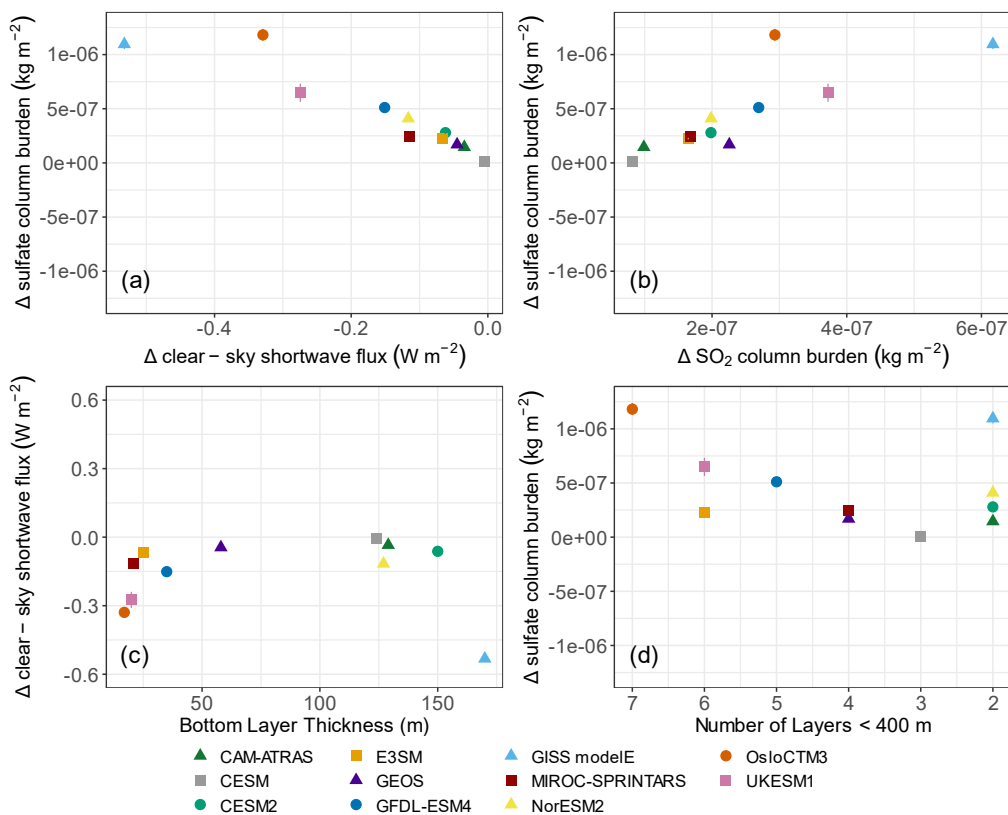 Δ sulfate column burden (kg m⁻²)
1e-06
5e-07
0e+00
-5e-07
-1e-06
(a)
-0.4
-0.2
0.0
Δ clear – sky shortwave flux (W m⁻²)
Δ sulfate column burden (kg m⁻²)
1e-06
5e-07
0e+00
-5e-07
-1e-06
(b)
2e-07
4e-07
6e-07
Δ SO₂ column burden (kg m⁻²)
Δ clear – sky shortwave flux (W m⁻²)
0.6
0.3
0.0
-0.3
-0.6
(c)
50
100
150
Bottom Layer Thickness (m)
Δ sulfate column burden (kg m⁻²)
1e-06
5e-07
0e+00
-5e-07
-1e-06
(d)
7
6
5
4
3
2
Number of Layers < 400 m
CAM-ATRAS
CESM
CESM2
E3SM
GEOS
GFDL-ESM4
GISS modelE
MIROC-SPRINTARS
NorESM2
OsloCTM3
UKESM1